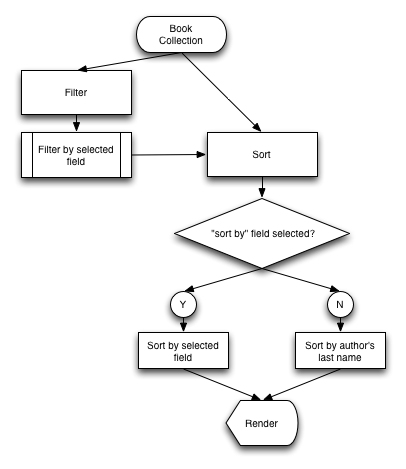 Book
Collection
Filter
Filter by selected
field
Sort
"sort by" field selected?
Y
N
Sort by selected
field
Sort by author's
last name
Render